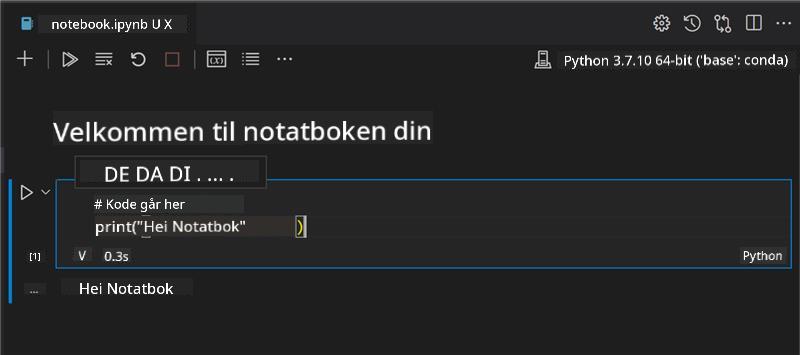 notebook.ipynb U X
Python 3.7.10 64-bit ('base': conda)
Velkommen til notatboken din
DE DA DI . ... .
# Kode går her
print("Hei Notatbok" )
[1] V 0.3s Python
... Hei Notatbok